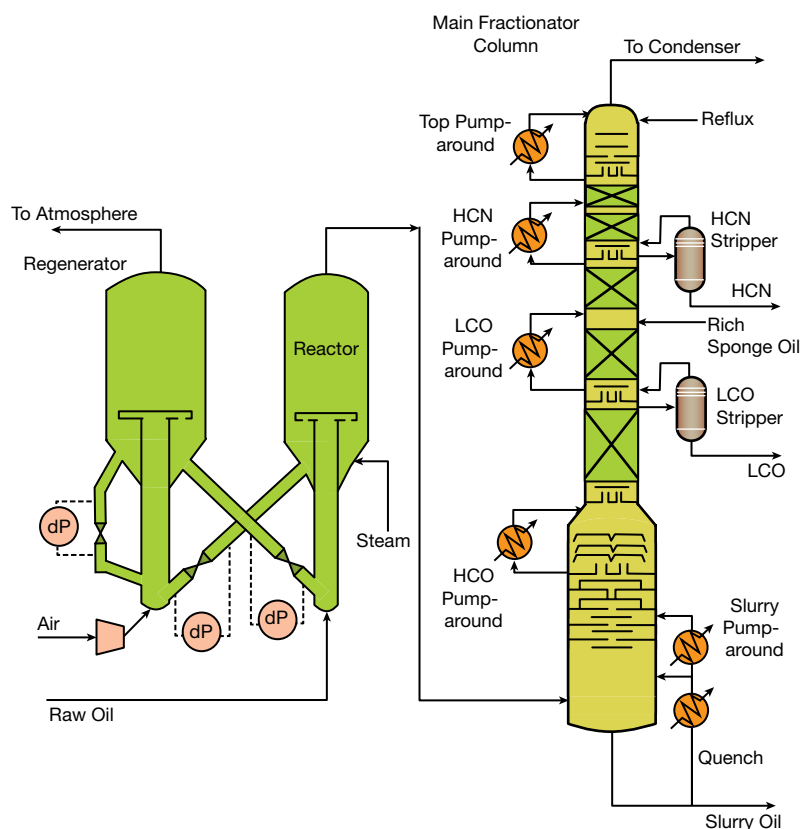 Main Fractionator
Column
To Condenser
Top Pump-
around
Reflux
To Atmosphere
Regenerator
HCN
Pump-
around
HCN
Stripper
HCN
Reactor
LCO
Pump-
around
Rich
Sponge Oil
LCO
Stripper
LCO
dP
Steam
HCO
Pump-
around
Slurry
Pump-
around
Air
dP
dP
Raw Oil
Quench
Slurry Oil